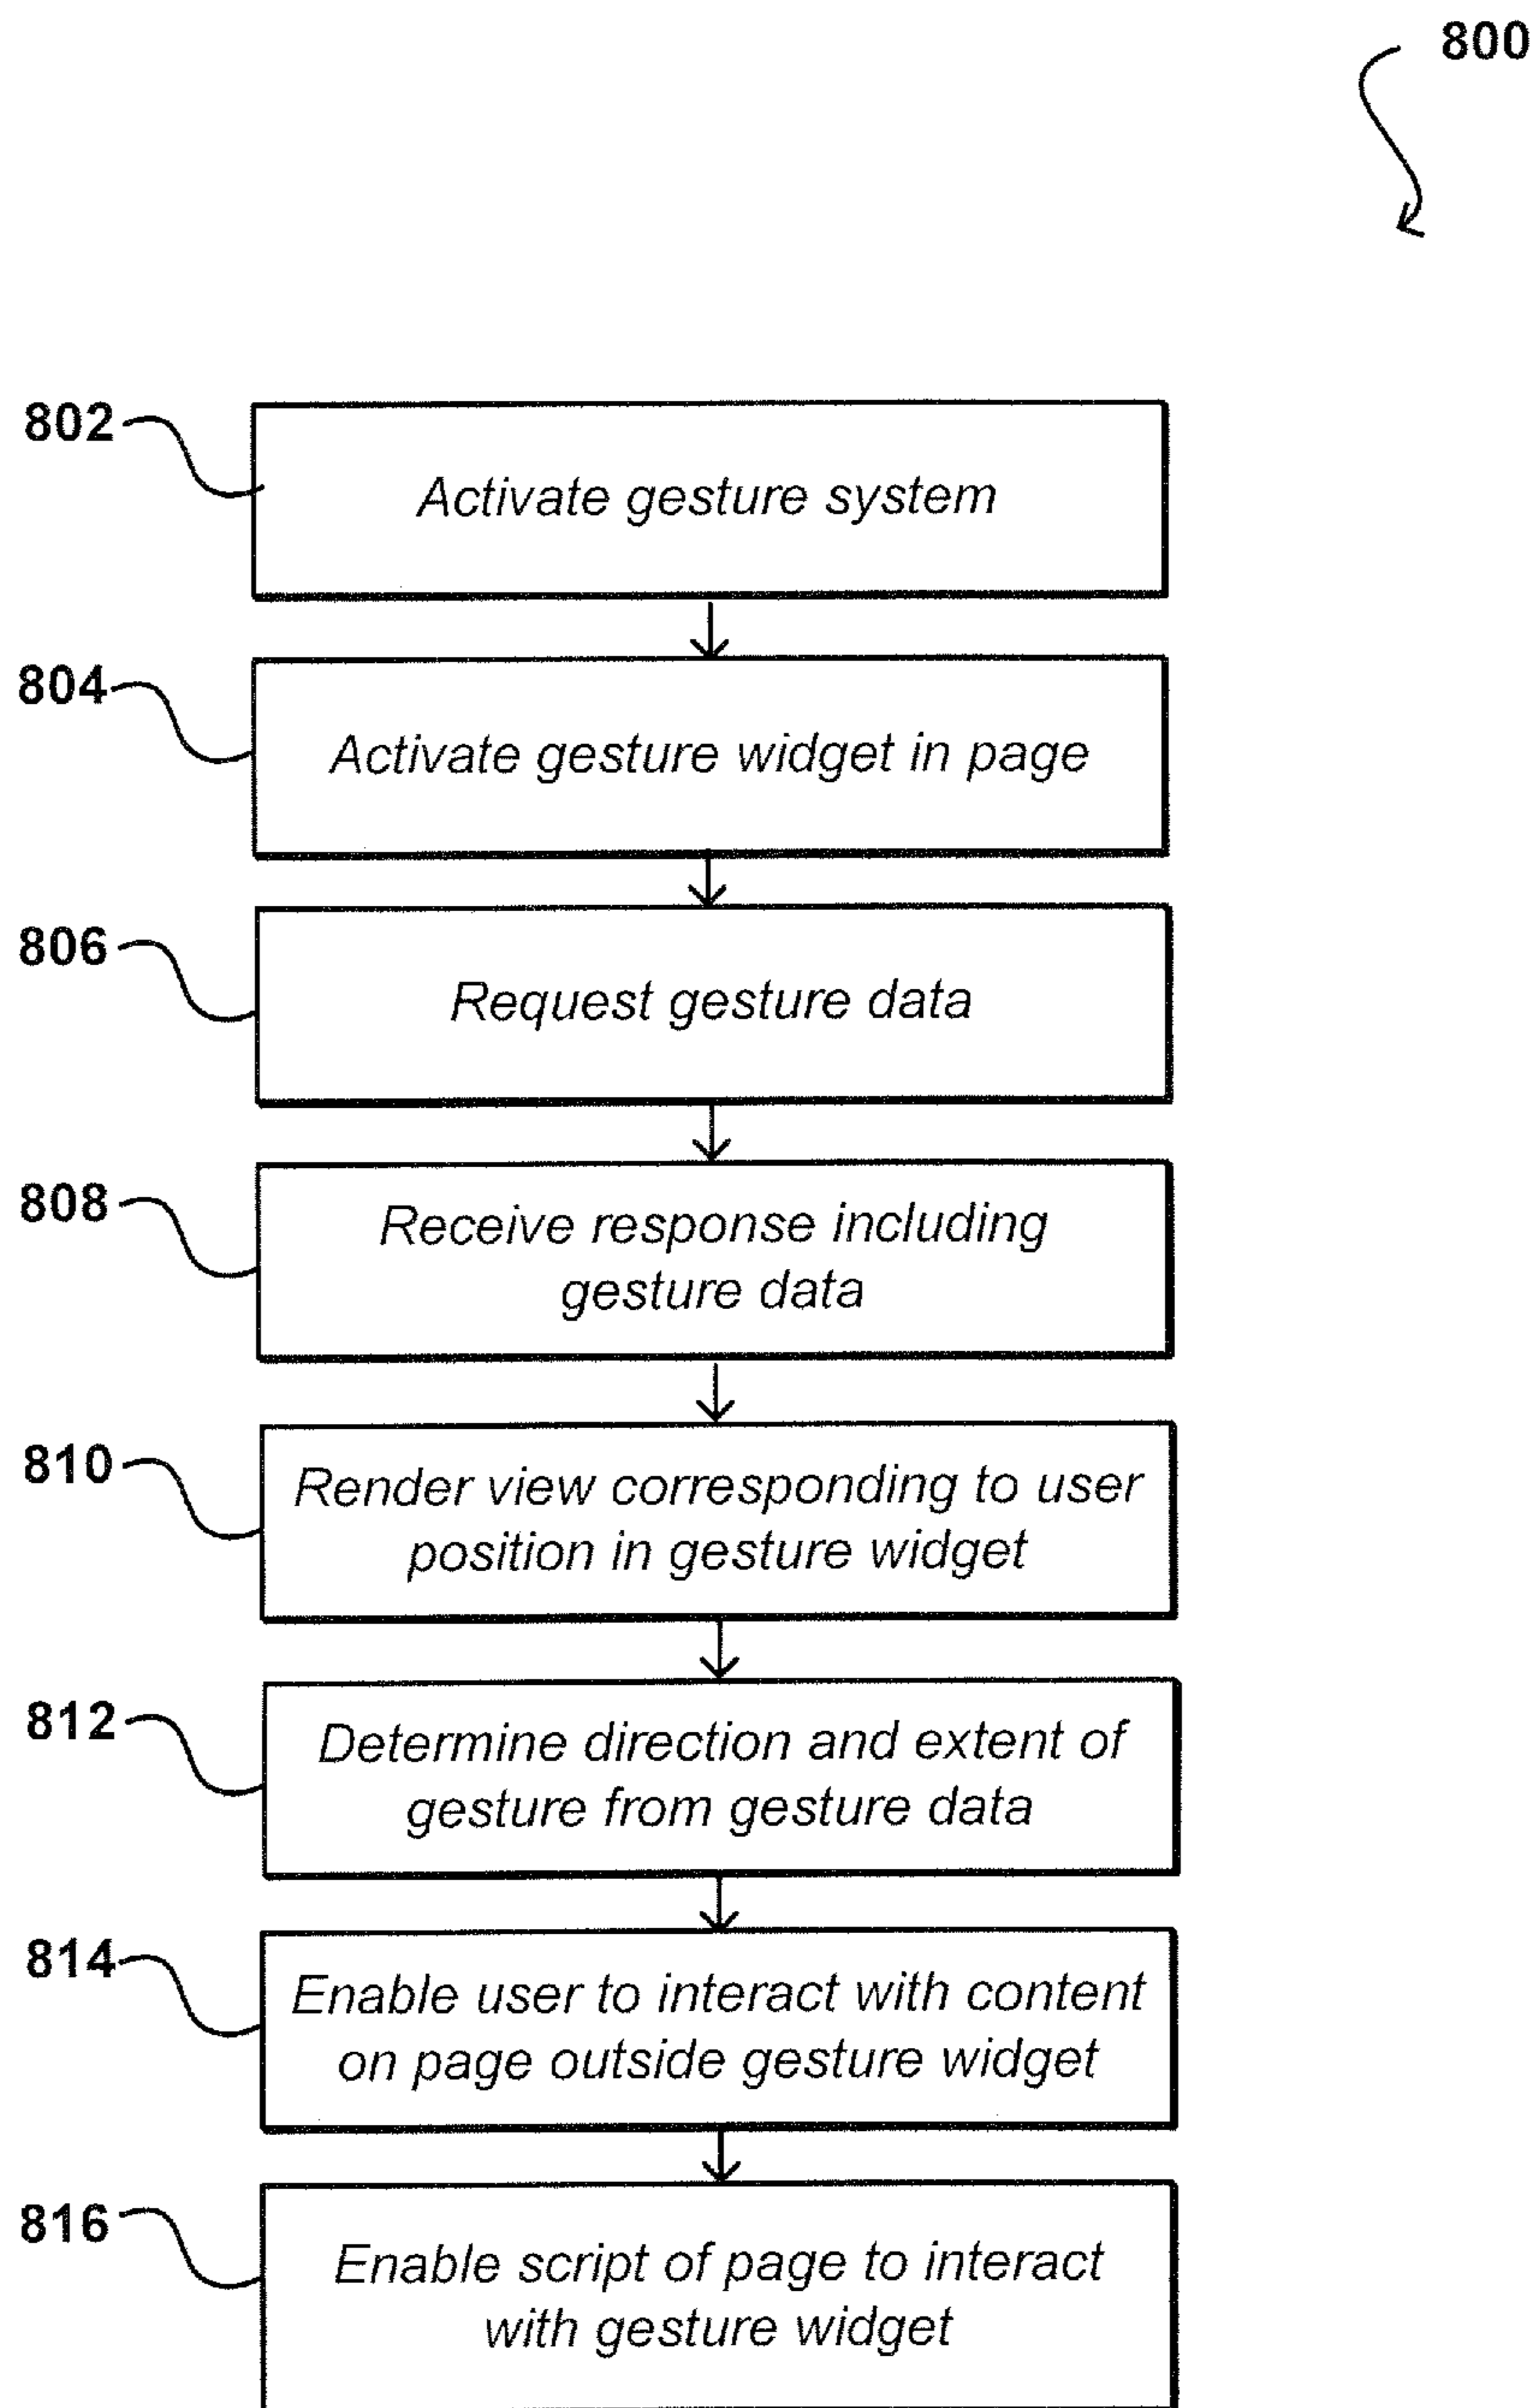 800
802
Activate gesture system
804
Activate gesture widget in page
806
Request gesture data
808
Receive response including
gesture data
810
Render view corresponding to user
position in gesture widget
812
Determine direction and extent of
gesture from gesture data
814
Enable user to interact with content
on page outside gesture widget
816
Enable script of page to interact
with gesture widget